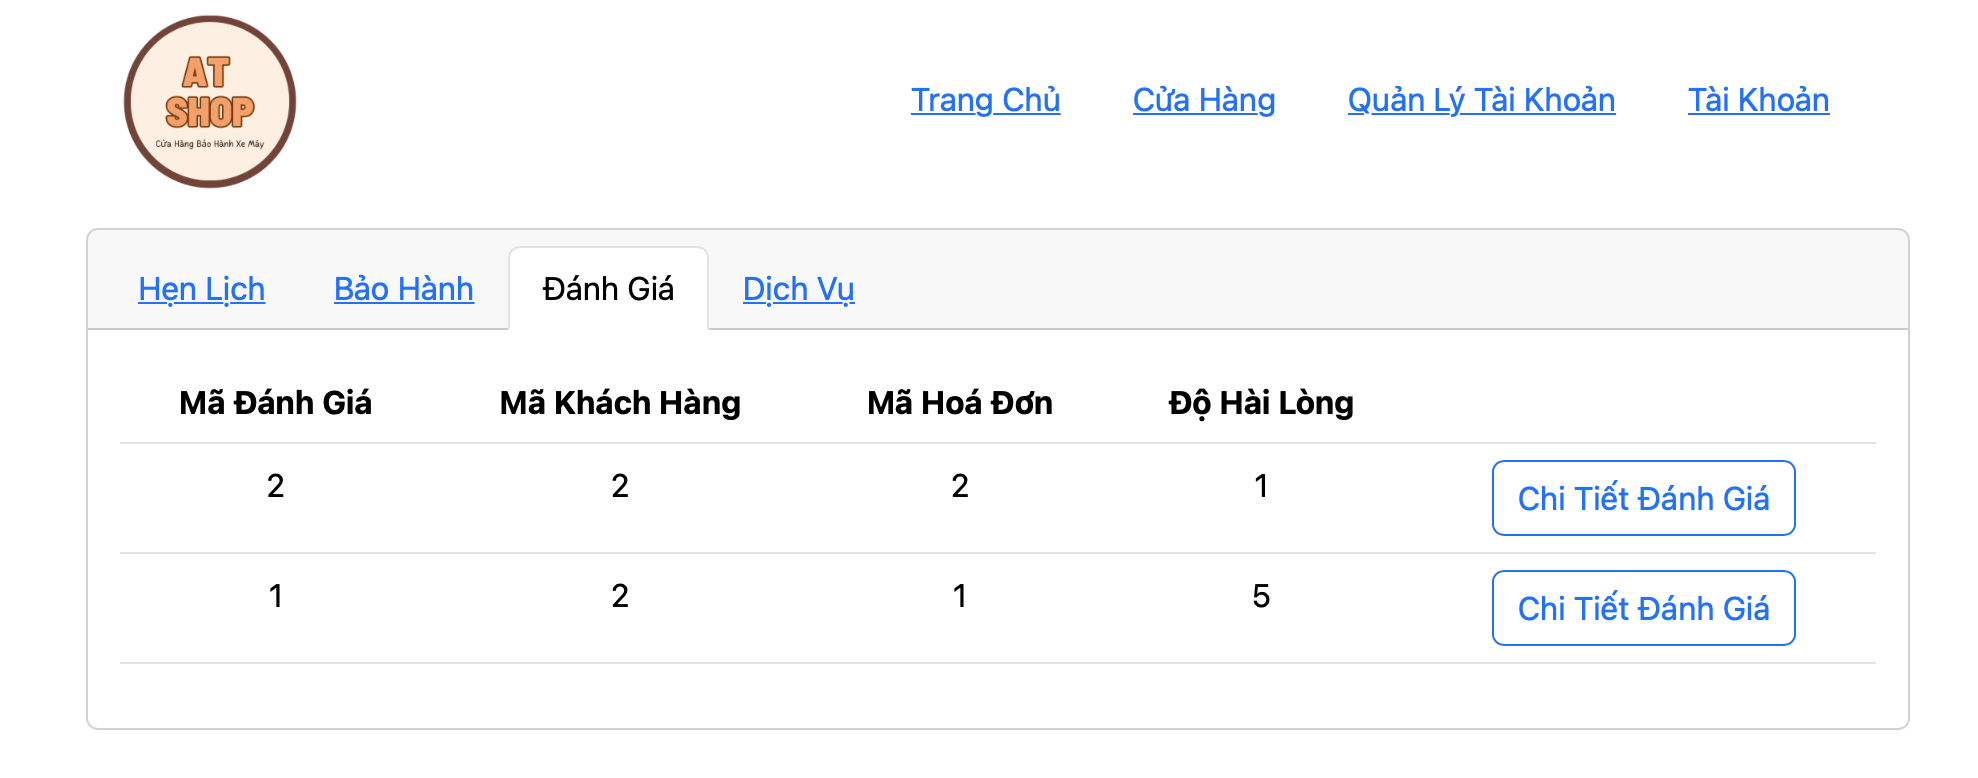 AT
SHOP
Cửa Hàng Bảo Hành Xe Máy
Trang Chủ Cửa Hàng Quản Lý Tài Khoản Tài Khoản
Hẹn Lịch Bảo Hành Đánh Giá Dịch Vụ
Mã Đánh Giá Mã Khách Hàng Mã Hoá Đơn Độ Hài Lòng
2 2 2 1 Chi Tiết Đánh Giá
1 2 1 5 Chi Tiết Đánh Giá